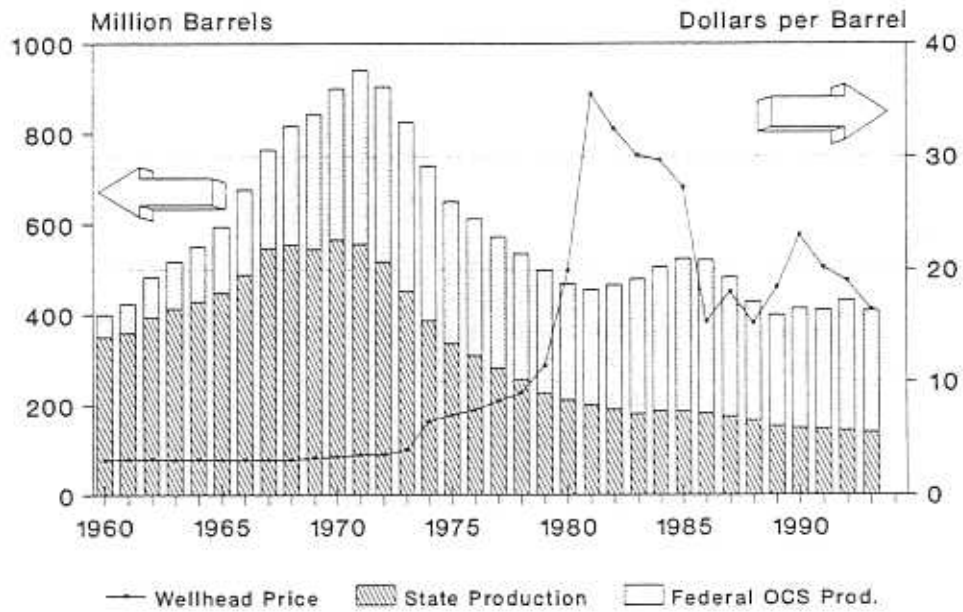 Million Barrels
Dollars per Barrel
1000
800
600
400
200
0
40
30
20
10
0
1960 1965 1970 1975 1980 1985 1990
Wellhead Price State Production Federal OCS Prod.